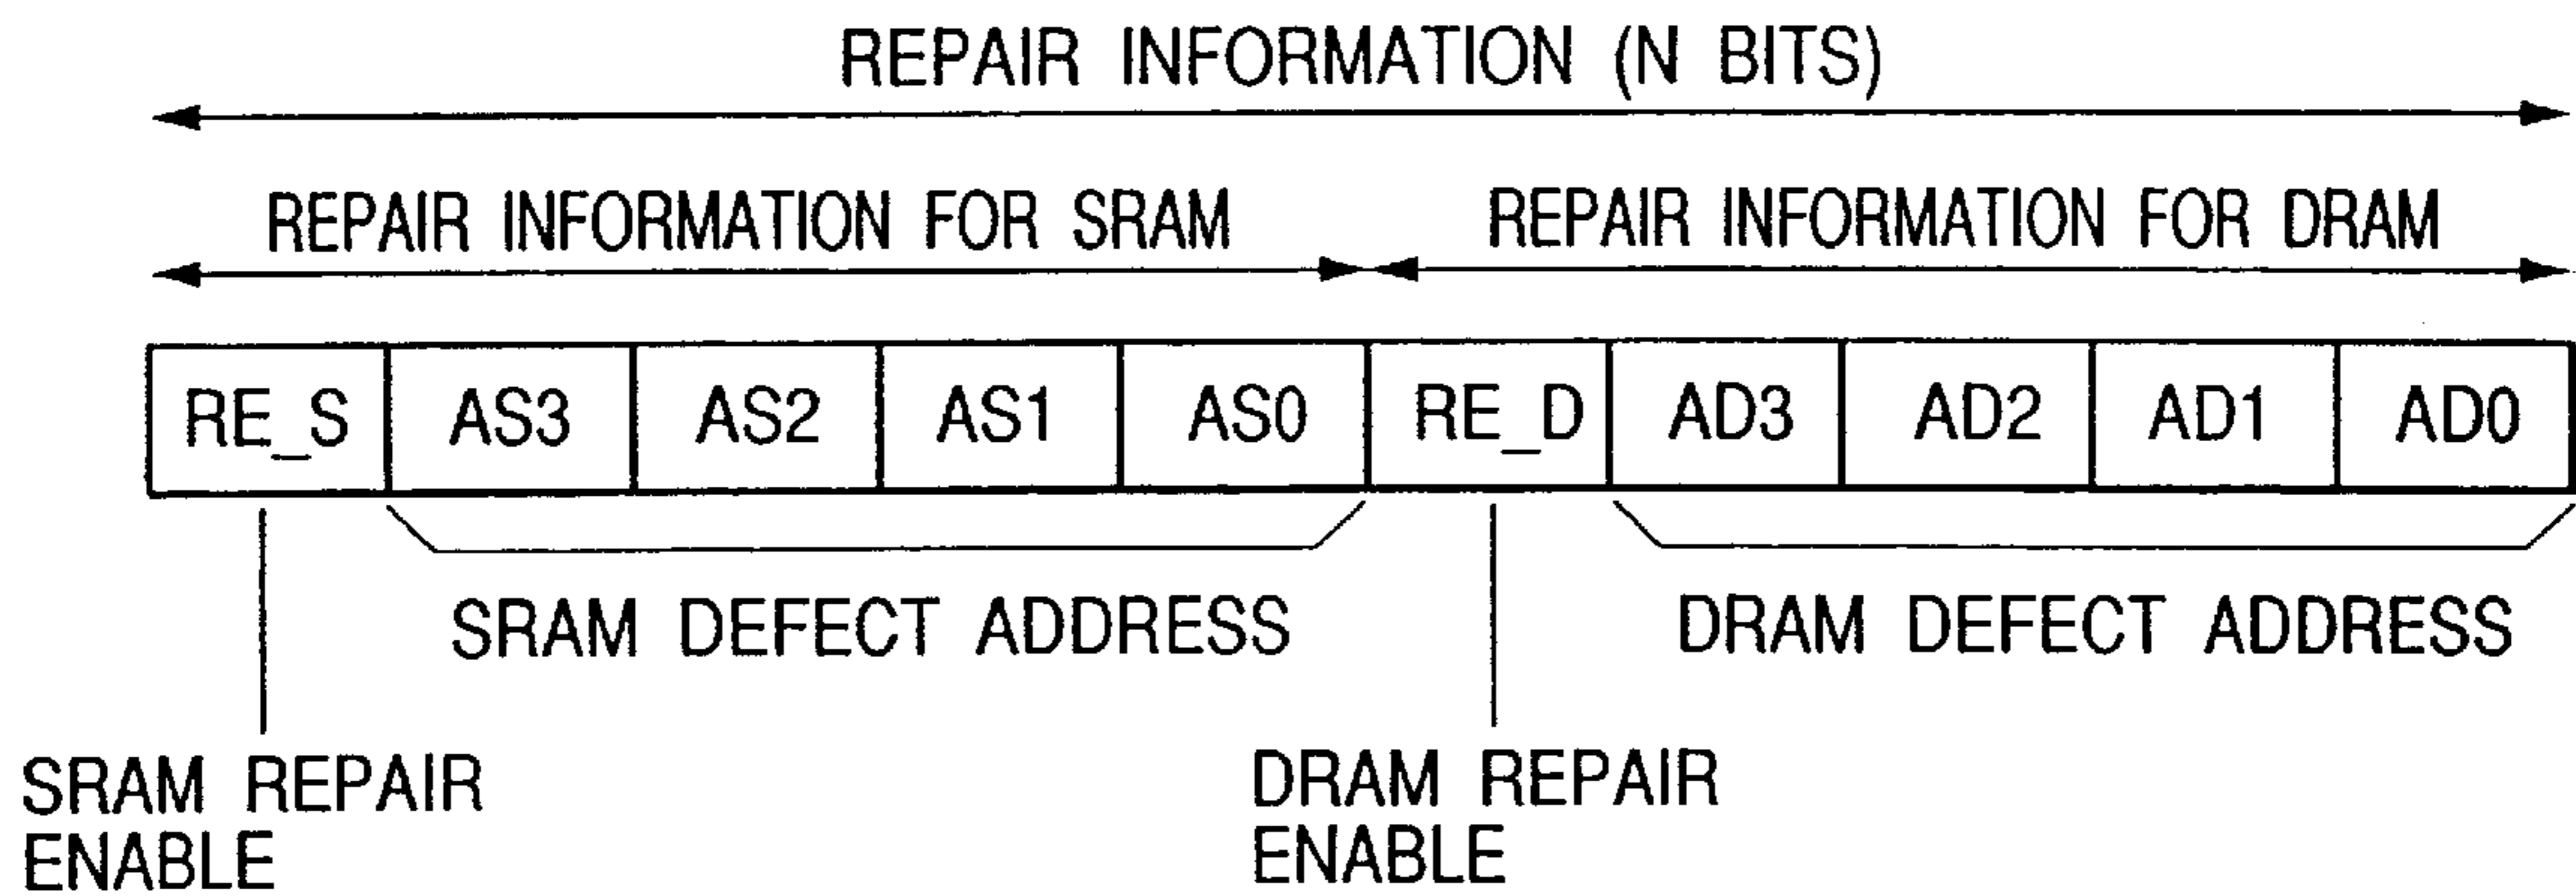 REPAIR INFORMATION (N BITS)
REPAIR INFORMATION FOR SRAM REPAIR INFORMATION FOR DRAM
RE_S AS3 AS2 AS1 AS0 RE_D AD3 AD2 AD1 AD0
SRAM DEFECT ADDRESS DRAM DEFECT ADDRESS
SRAM REPAIR
ENABLE
DRAM REPAIR
ENABLE